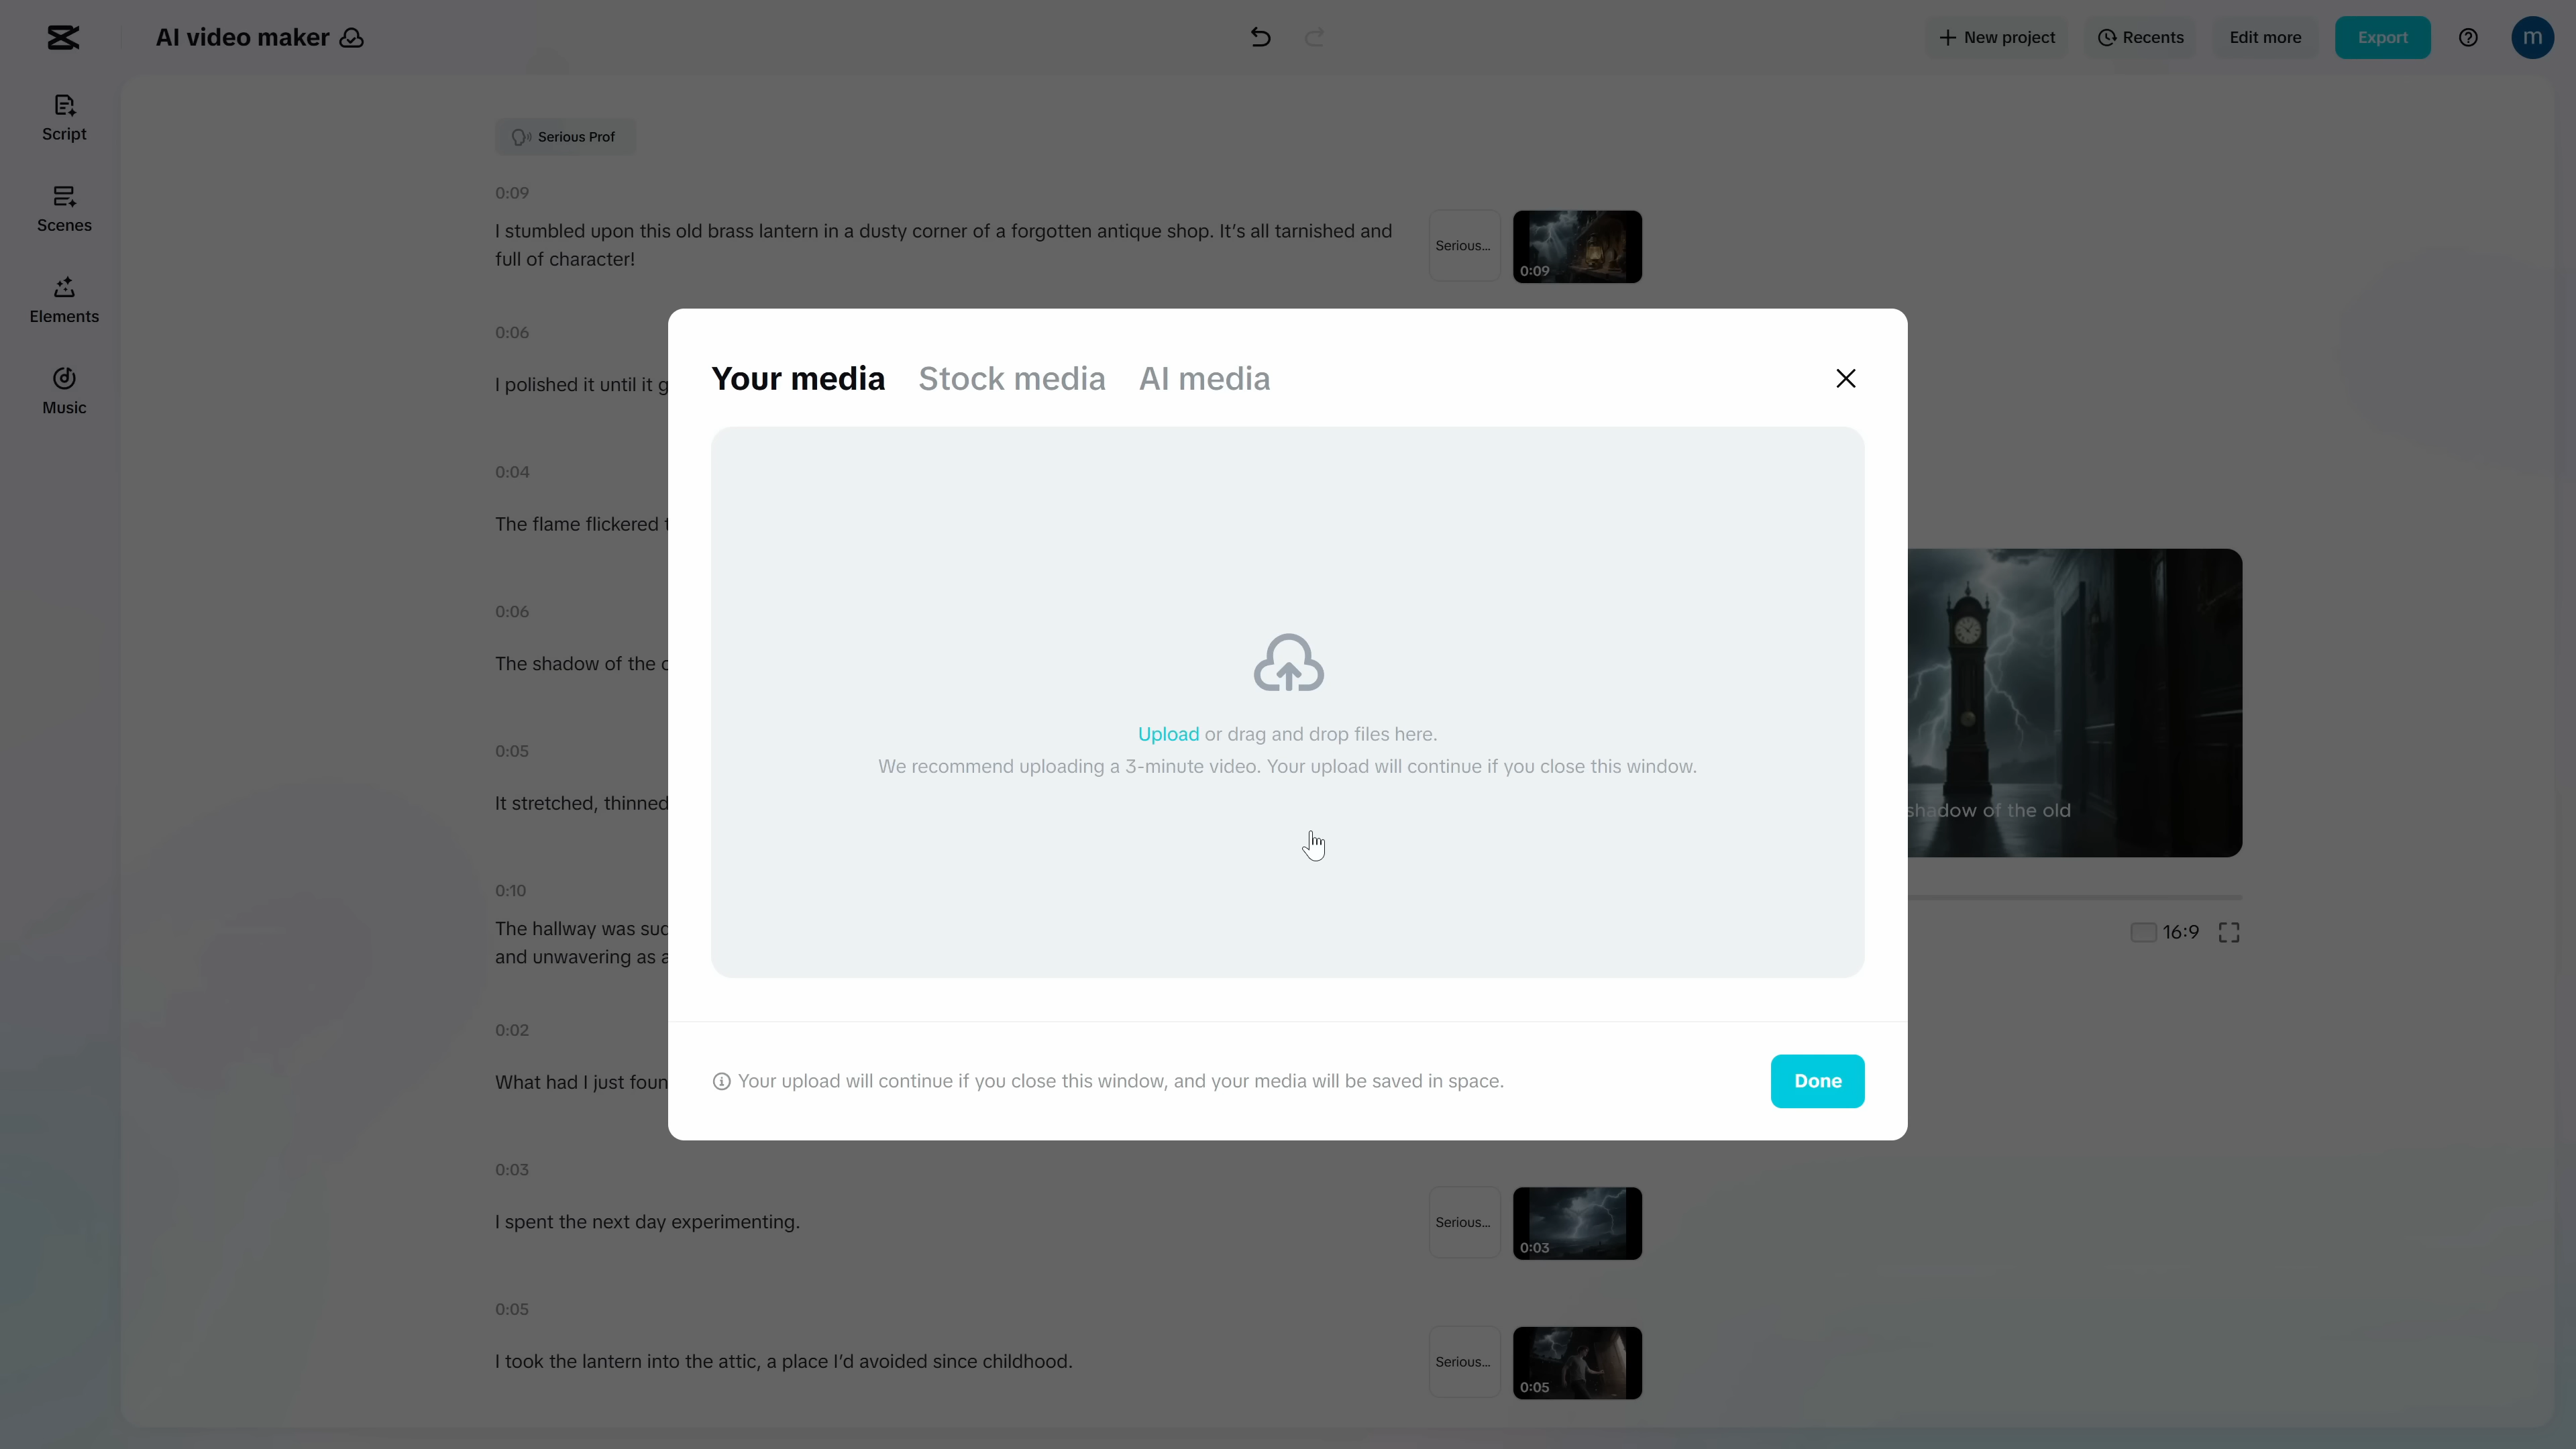 AI video maker
New project
Recents
Edit more
Export
m
Script
Scenes
Elements
Music
Serious Prof
0:09
I stumbled upon this old brass lantern in a dusty corner of a forgotten antique shop. It's all tarnished and
full of character!
Serious...
0:09
0:06
I polished it until it g
0:04
The flame flickered
0:06
The shadow of the
0:05
It stretched, thinned
0:10
The hallway was
and unwavering as a
0:02
What had I just foun
Your media
Stock media
AI media
Upload or drag and drop files here.
We recommend uploading a 3-minute video. Your upload will continue if you close this window.
Your upload will continue if you close this window, and your media will be saved in space.
Done
shadow of the old
16:9
0:03
I spent the next day experimenting.
Serious...
0:03
0:05
I took the lantern into the attic, a place I'd avoided since childhood.
Serious...
0:05